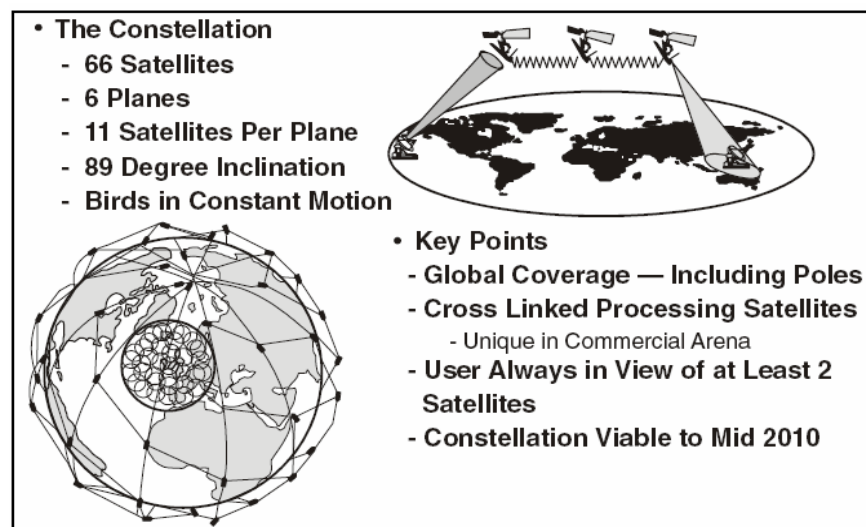 • The Constellation
- 66 Satellites
- 6 Planes
- 11 Satellites Per Plane
- 89 Degree Inclination
- Birds in Constant Motion
• Key Points
- Global Coverage — Including Poles
- Cross Linked Processing Satellites
- Unique in Commercial Arena
- User Always in View of at Least 2
Satellites
- Constellation Viable to Mid 2010